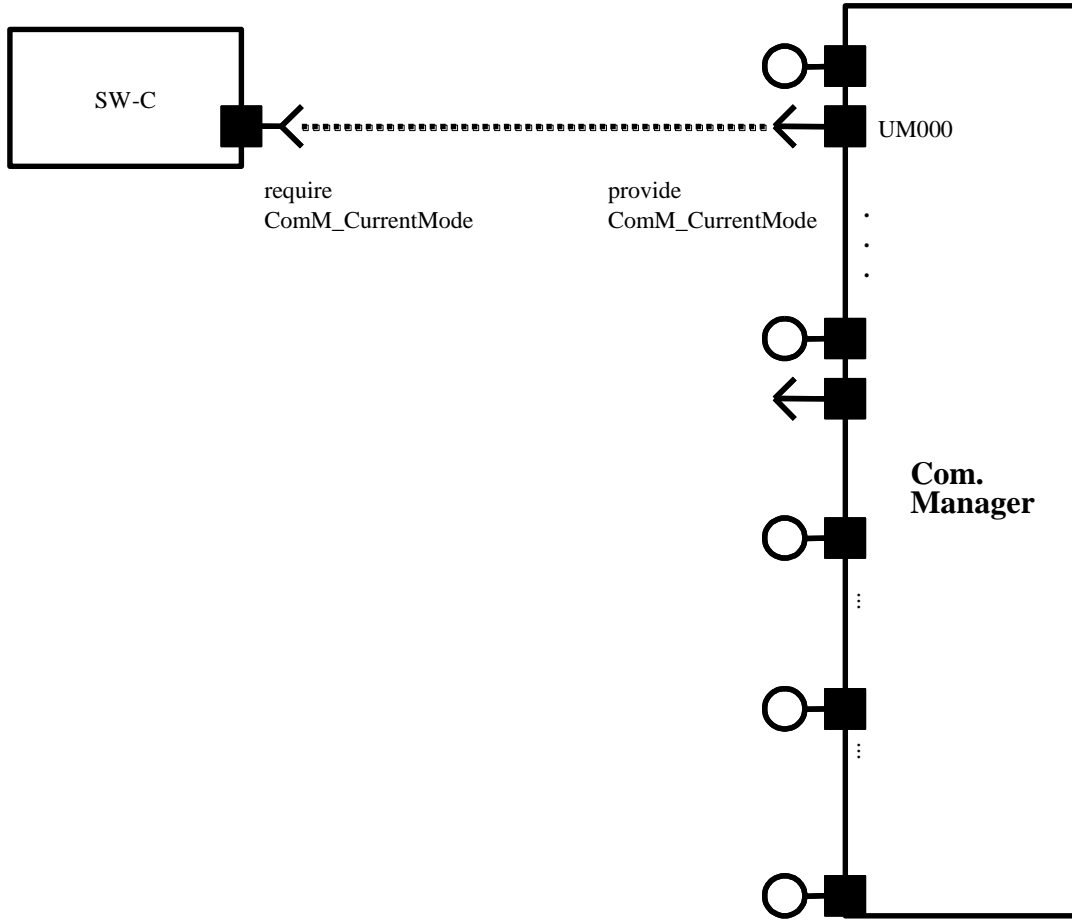 SW-C
UM000
require
ComM_CurrentMode
provide
ComM_CurrentMode
.
.
.
Com.
Manager
...
...